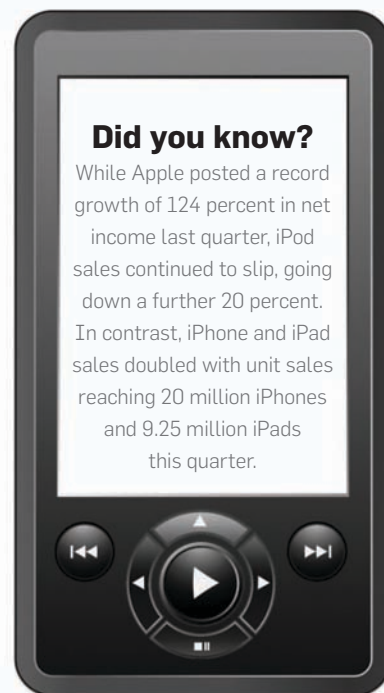 Did you know?
While Apple posted a record
growth of 124 percent in net
income last quarter, iPod
sales continued to slip, going
down a further 20 percent.
In contrast, iPhone and iPad
sales doubled with unit sales
reaching 20 million iPhones
and 9.25 million iPads
this quarter.